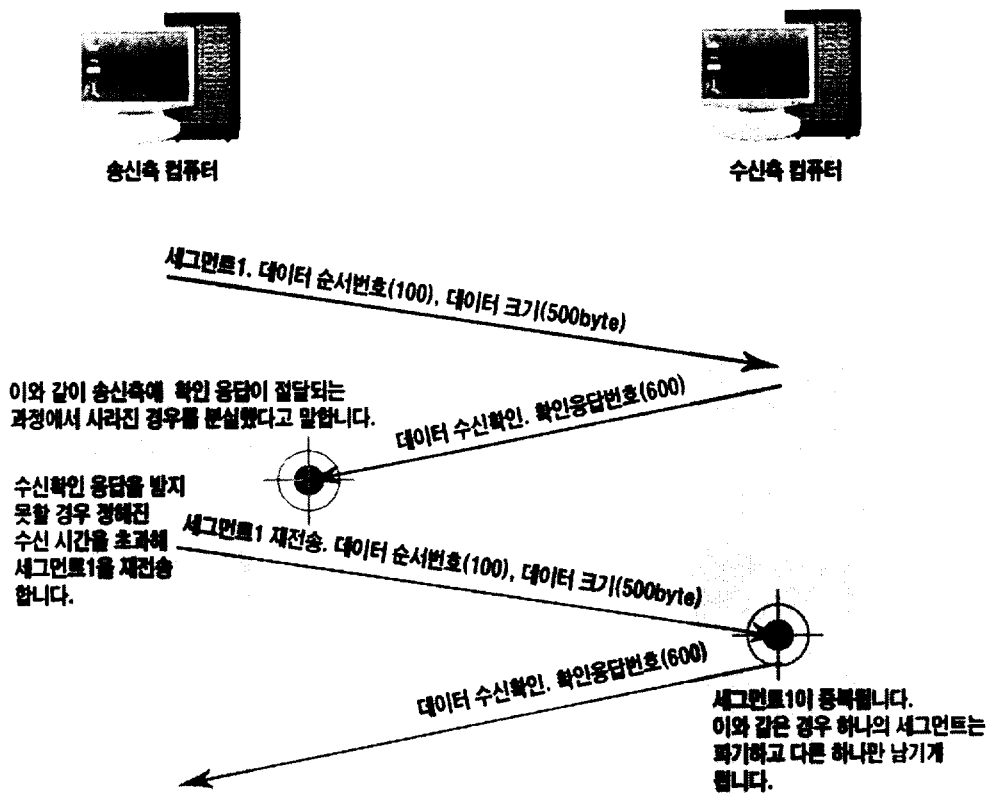 송신측 컴퓨터
수신측 컴퓨터
세그먼트1. 데이터 순서번호(100), 데이터 크기(500byte)
이와 같이 송신측에 확인 응답이 전달되는
과정에서 사라진 경우를 분실했다고 말합니다.
데이터 수신확인. 확인응답번호(600)
수신확인 응답을 받지
못할 경우 정해진
수신 시간을 초과해
세그먼트1을 재전송
합니다.
세그먼트1 재전송. 데이터 순서번호(100), 데이터 크기(500byte)
데이터 수신확인. 확인응답번호(600)
세그먼트1이 중복됩니다.
이와 같은 경우 하나의 세그먼트는
파기하고 다른 하나만 남기게
됩니다.